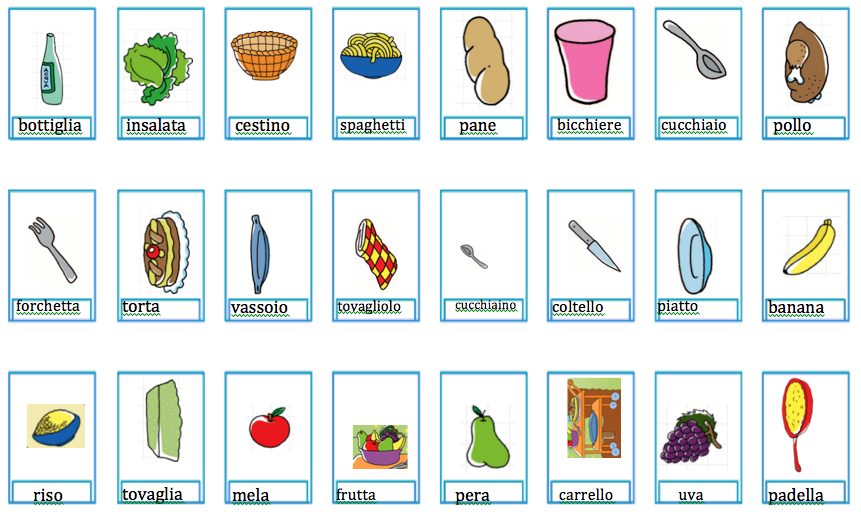 bottiglia
insalata
cestino
spaghetti
pane
bicchiere
cucchiaio
pollo
forchetta
torta
vassoio
tovagliolo
cucchiaino
coltello
piatto
banana
riso
tovaglia
mela
frutta
pera
carrello
uva
padella